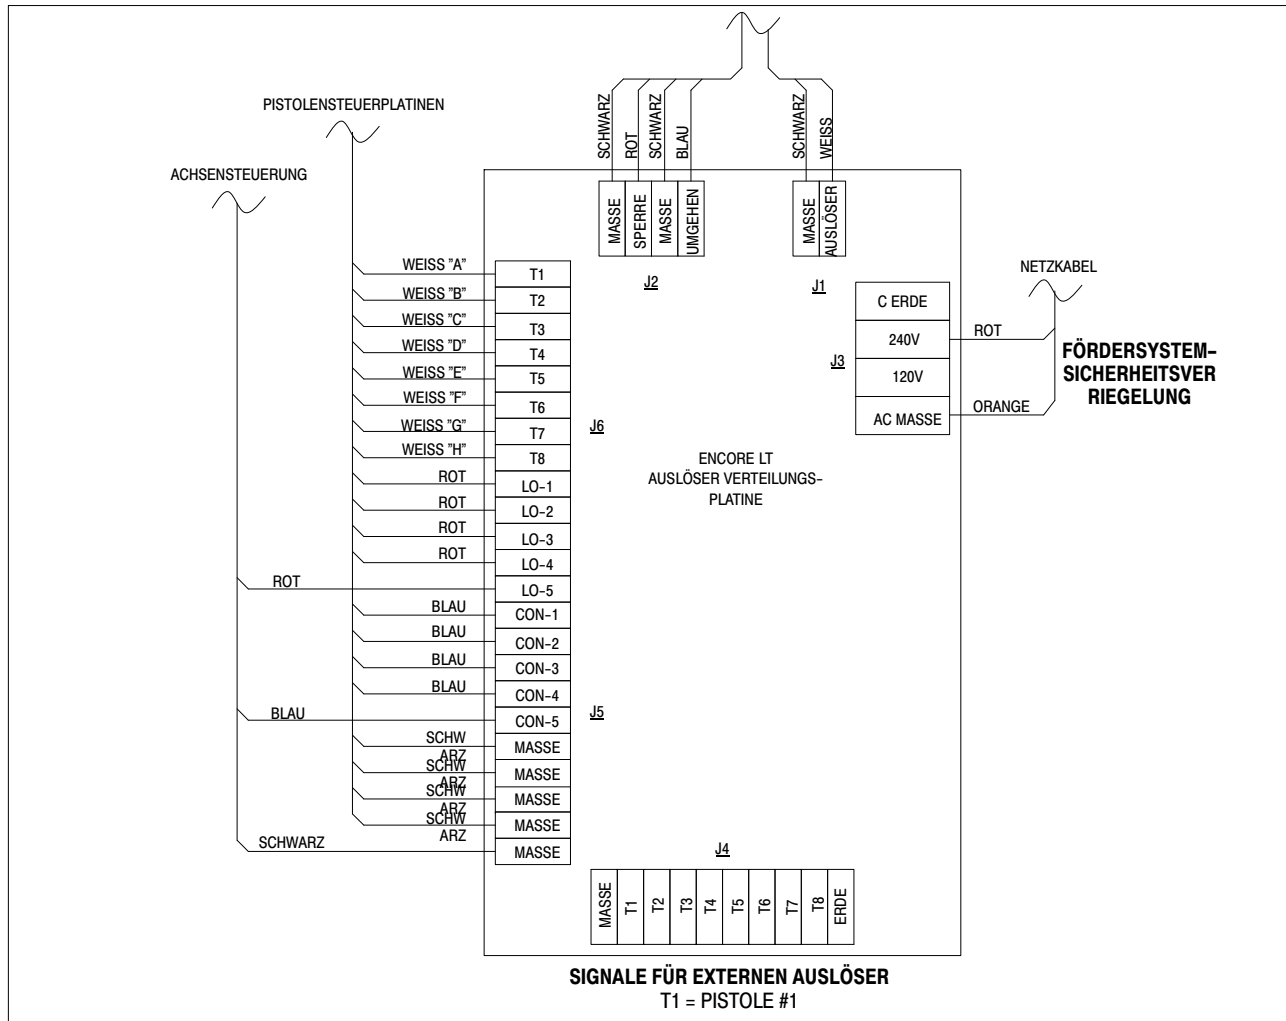 PISTOLENSTEUERPLATINEN
ACHSENSTEUERUNG
SCHWARZ
ROT
SCHWARZ
BLAU
SCHWARZ
WEISS
MASSE
SPERRE
MASSE
UMGEHEN
MASSE
AUSLÖSER
J2
J1
NETZKABEL
C ERDE
240V
120V
AC MASSE
J3
ROT
ORANGE
FÖRDERSYSTEM-
SICHERHEITSVER
RIEGELUNG
WEISS "A"
T1
WEISS "B"
T2
WEISS "C"
T3
WEISS "D"
T4
WEISS "E"
T5
WEISS "F"
T6
WEISS "G"
T7
WEISS "H"
T8
J6
ROT
LO-1
ROT
LO-2
ROT
LO-3
ROT
LO-4
ROT
LO-5
BLAU
CON-1
BLAU
CON-2
BLAU
CON-3
BLAU
CON-4
BLAU
CON-5
J5
SCHW
ARZ
MASSE
SCHW
ARZ
MASSE
SCHW
ARZ
MASSE
SCHW
ARZ
MASSE
SCHWARZ
MASSE
ENCORE LT
AUSLÖSER VERTEILUNGS-
PLATINE
J4
MASSE
T1
T2
T3
T4
T5
T6
T7
T8
ERDE
SIGNALE FÜR EXTERNEN AUSLÖSER
T1 = PISTOLE #1